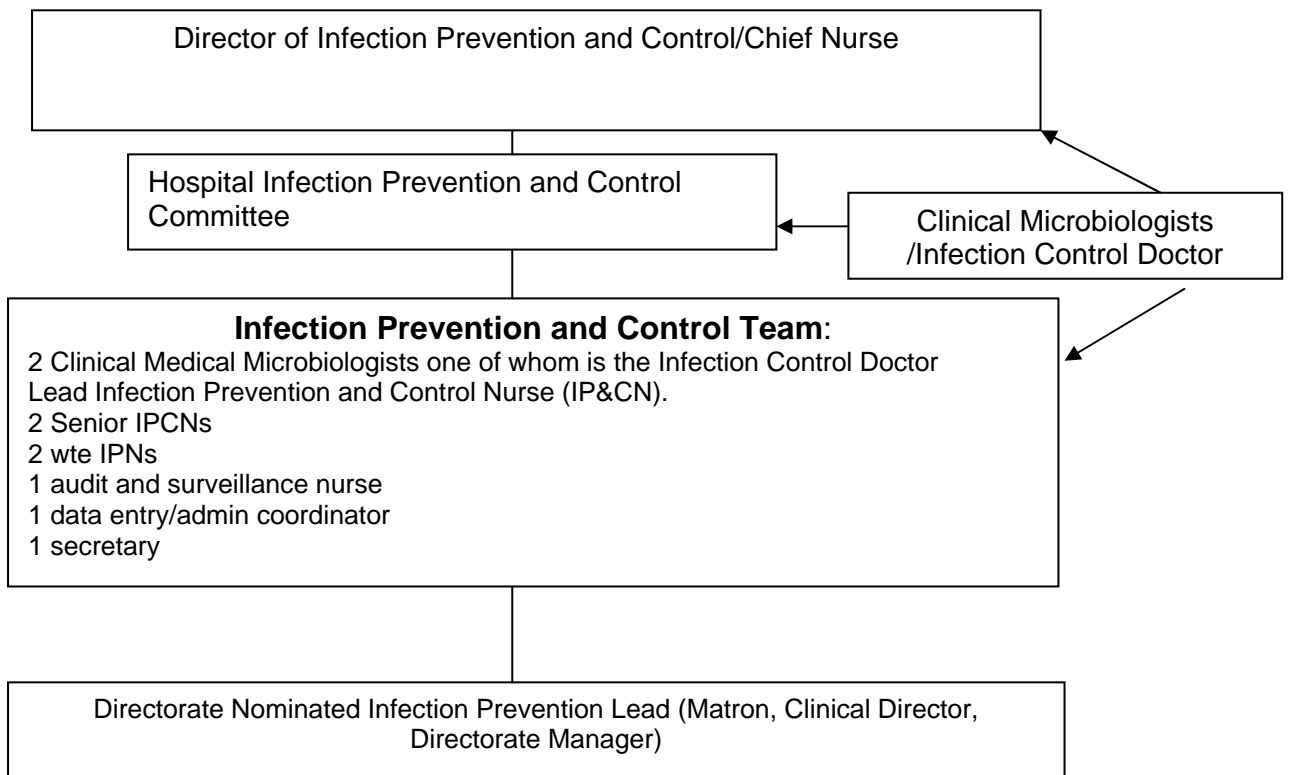 Director of Infection Prevention and Control/Chief Nurse
Hospital Infection Prevention and Control
Committee
Clinical Microbiologists
/Infection Control Doctor
Infection Prevention and Control Team:
2 Clinical Medical Microbiologists one of whom is the Infection Control Doctor
Lead Infection Prevention and Control Nurse (IP&CN).
2 Senior IPCNs
2 wte IPNs
1 audit and surveillance nurse
1 data entry/admin coordinator
1 secretary
Directorate Nominated Infection Prevention Lead (Matron, Clinical Director,
Directorate Manager)